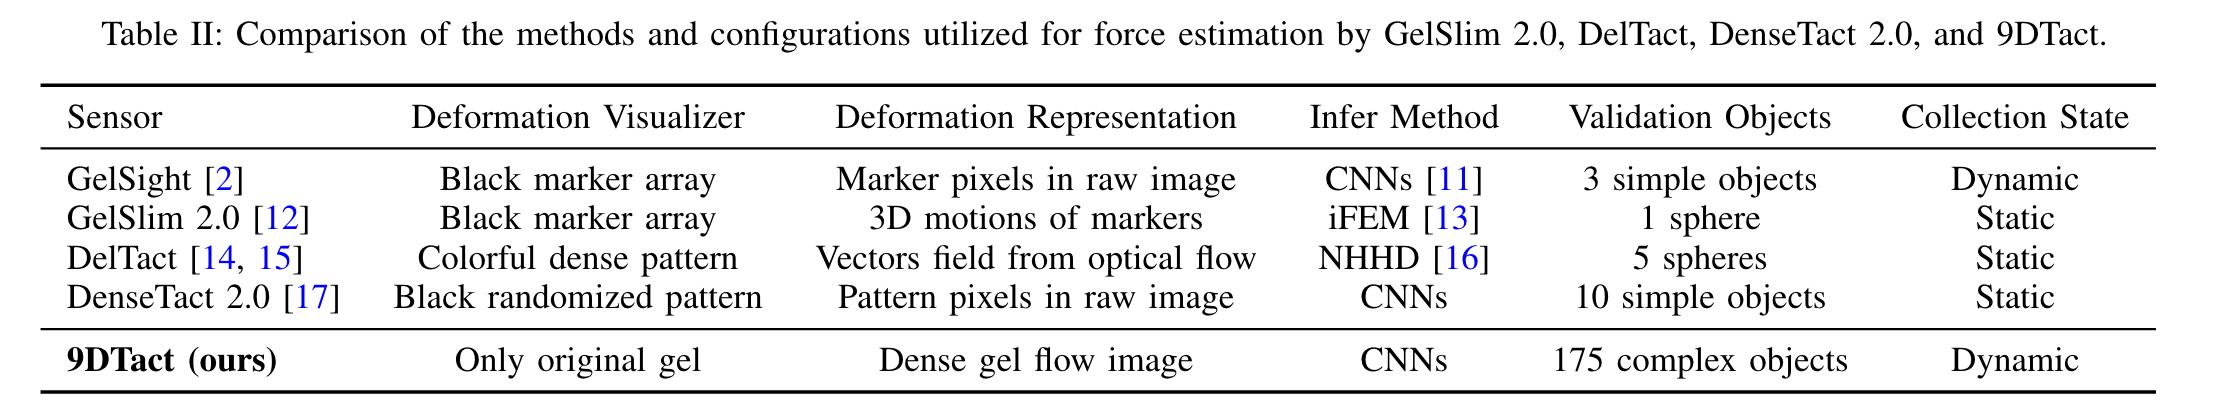 Table II: Comparison of the methods and configurations utilized for force estimation by GelSlim 2.0, DelTact, DenseTact 2.0, and 9DTact.
Sensor Deformation Visualizer Deformation Representation Infer Method Validation Objects Collection State
GelSight [2] Black marker array Marker pixels in raw image CNNs [11] 3 simple objects Dynamic
GelSlim 2.0 [12] Black marker array 3D motions of markers iFEM [13] 1 sphere Static
DelTact [14, 15] Colorful dense pattern Vectors field from optical flow NHHD [16] 5 spheres Static
DenseTact 2.0 [17] Black randomized pattern Pattern pixels in raw image CNNs 10 simple objects Static
9DTact (ours) Only original gel Dense gel flow image CNNs 175 complex objects Dynamic